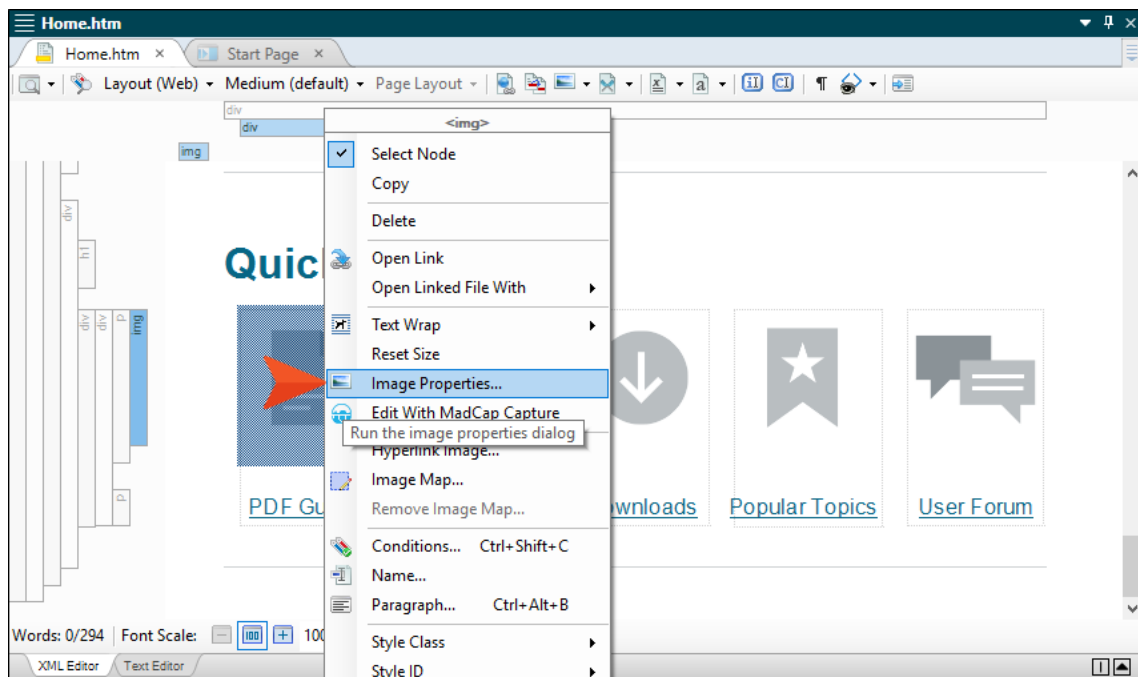 Home.htm
Home.htm
Start Page
Layout (Web) Medium (default) Page Layout
div
div
<img>
img
Select Node
Copy
div
Delete
h1
Quic
Open Link
Open Linked File With
div div p img
Text Wrap
Reset Size
Image Properties...
Edit With MadCap Capture
Run the image properties dialog
Hyperlink Image...
Image Map...
p
PDF Gu
Remove Image Map...
wnloads
Popular Topics
User Forum
Conditions... Ctrl+Shift+C
Name...
Paragraph... Ctrl+Alt+B
Words: 0/294 Font Scale: 100
Style Class
XML Editor Text Editor
Style ID